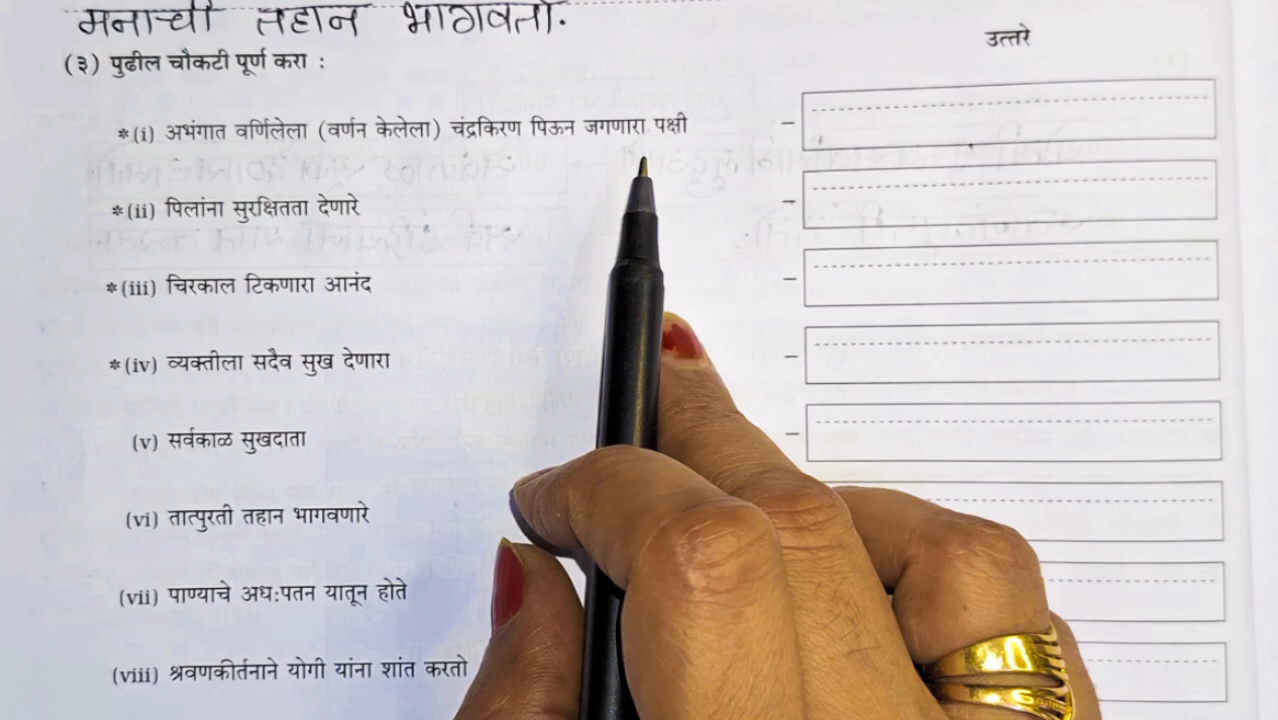 मनाची तहान भागवतो.
(३) पुढील चौकटी पूर्ण करा :
उत्तरे
*(i) अभंगात वर्णिलेला (वर्णन केलेला) चंद्रकिरण पिऊन जगणारा पक्षी –
*(ii) पिलांना सुरक्षितता देणारे –
*(iii) चिरकाल टिकणारा आनंद –
*(iv) व्यक्तीला सदैव सुख देणारा –
(v) सर्वकाळ सुखदाता –
(vi) तात्पुरती तहान भागवणारे
(vii) पाण्याचे अध:पतन यातून होते
(viii) श्रवणकीर्तनाने योगी यांना शांत करतो